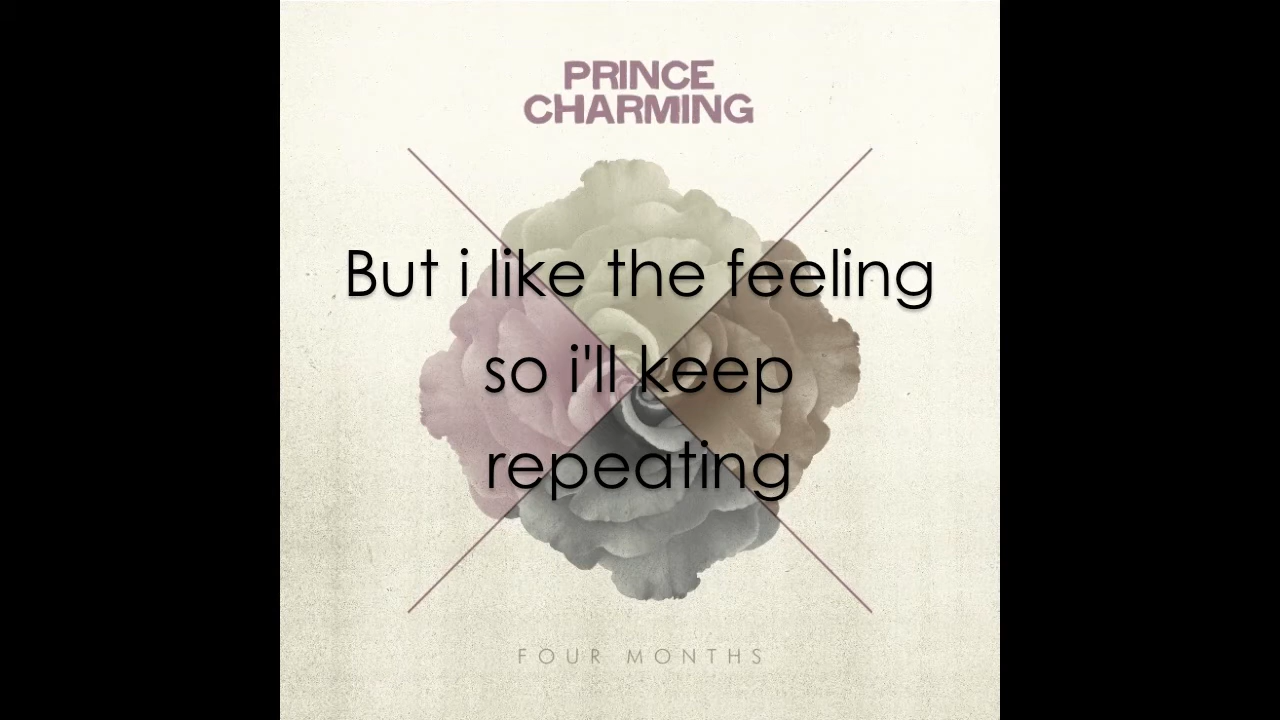 PRINCE
CHARMING
But i like the feeling
so i'll keep
repeating
FOUR MONTHS